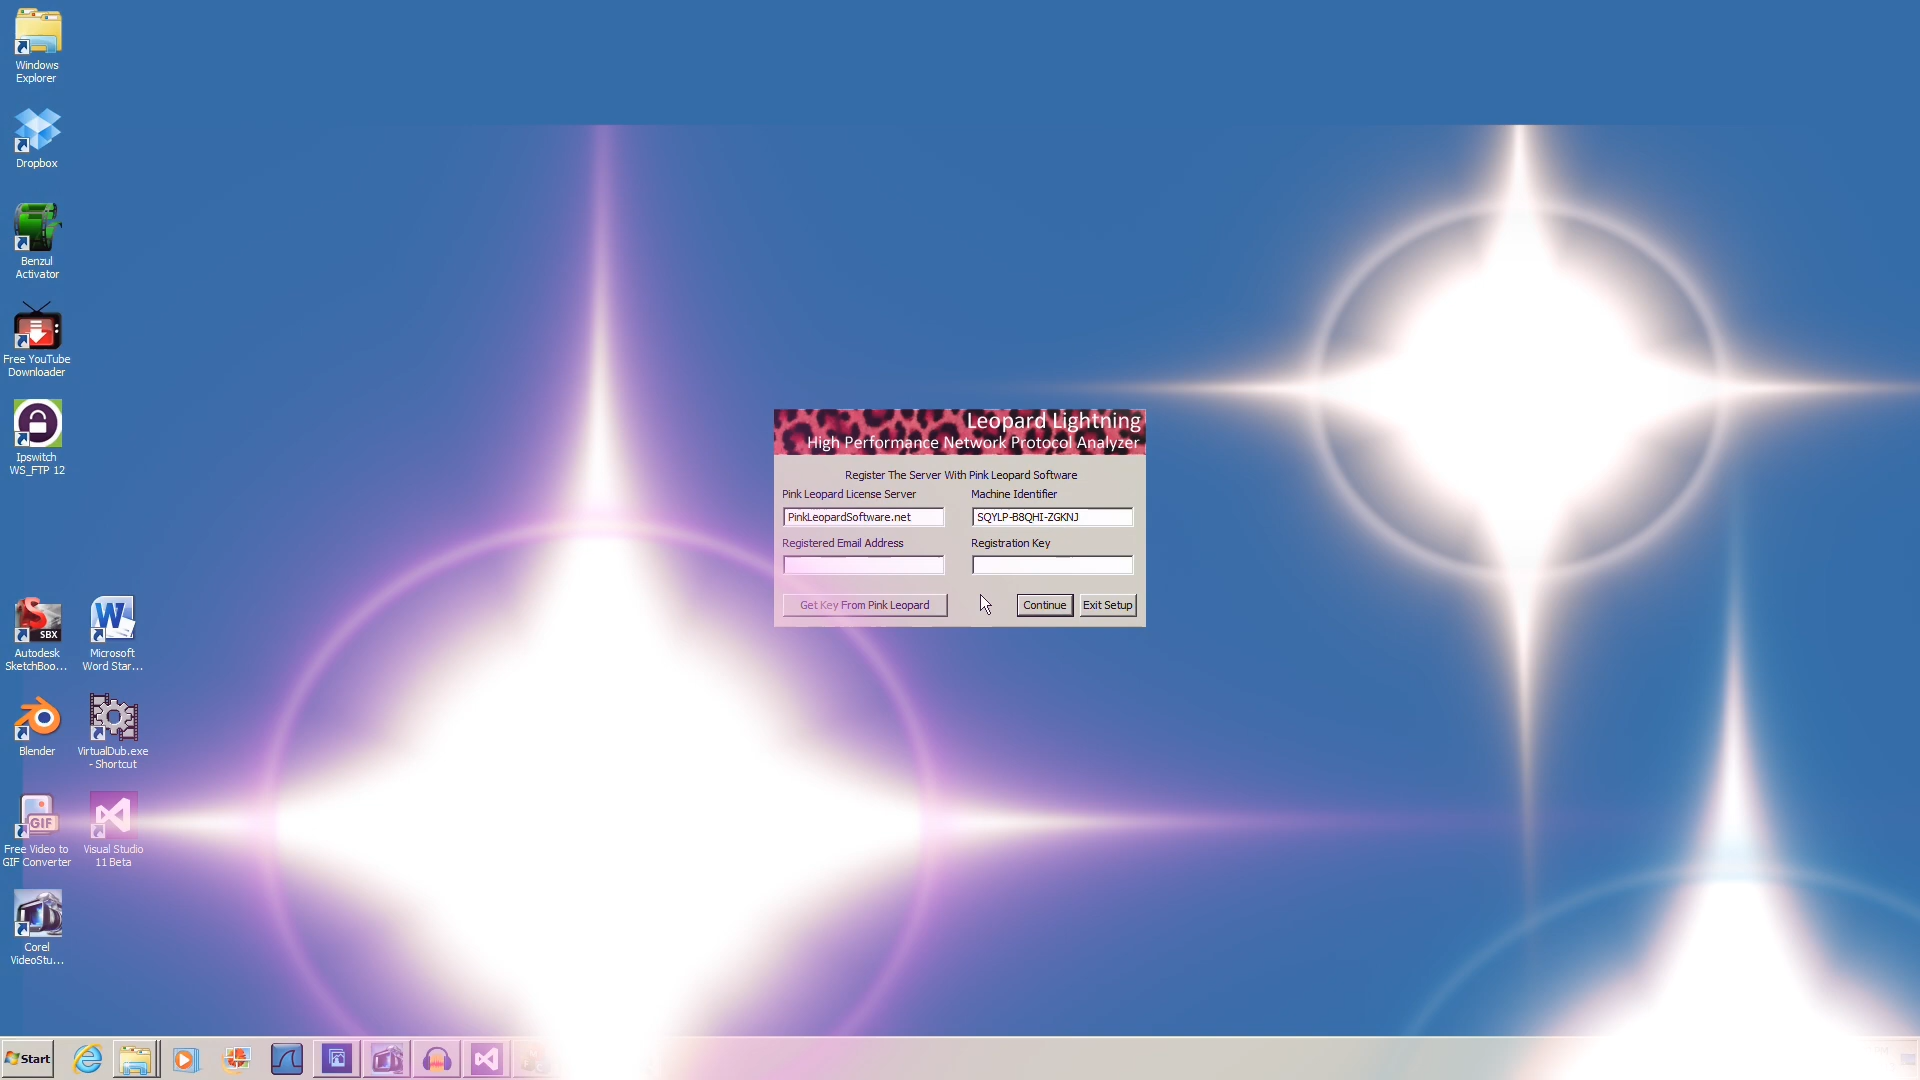 Windows
Explorer
Dropbox
Benzul
Activator
Free YouTube
Downloader
Ipswitch
WS_FTP 12
Autodesk
SketchBoo...
SBX
Microsoft
Word Star...
Blender
VirtualDub.exe
- Shortcut
GIF
Free Video to
GIF Converter
Visual Studio
11 Beta
Corel
VideoStu...
Leopard Lightning
High Performance Network Protocol Analyzer
Register The Server With Pink Leopard Software
Pink Leopard License Server
Machine Identifier
PinkLeopardSoftware.net
SQYLP-B8QHI-ZGKNJ
Registered Email Address
Registration Key
Get Key From Pink Leopard
Continue
Exit Setup
Start